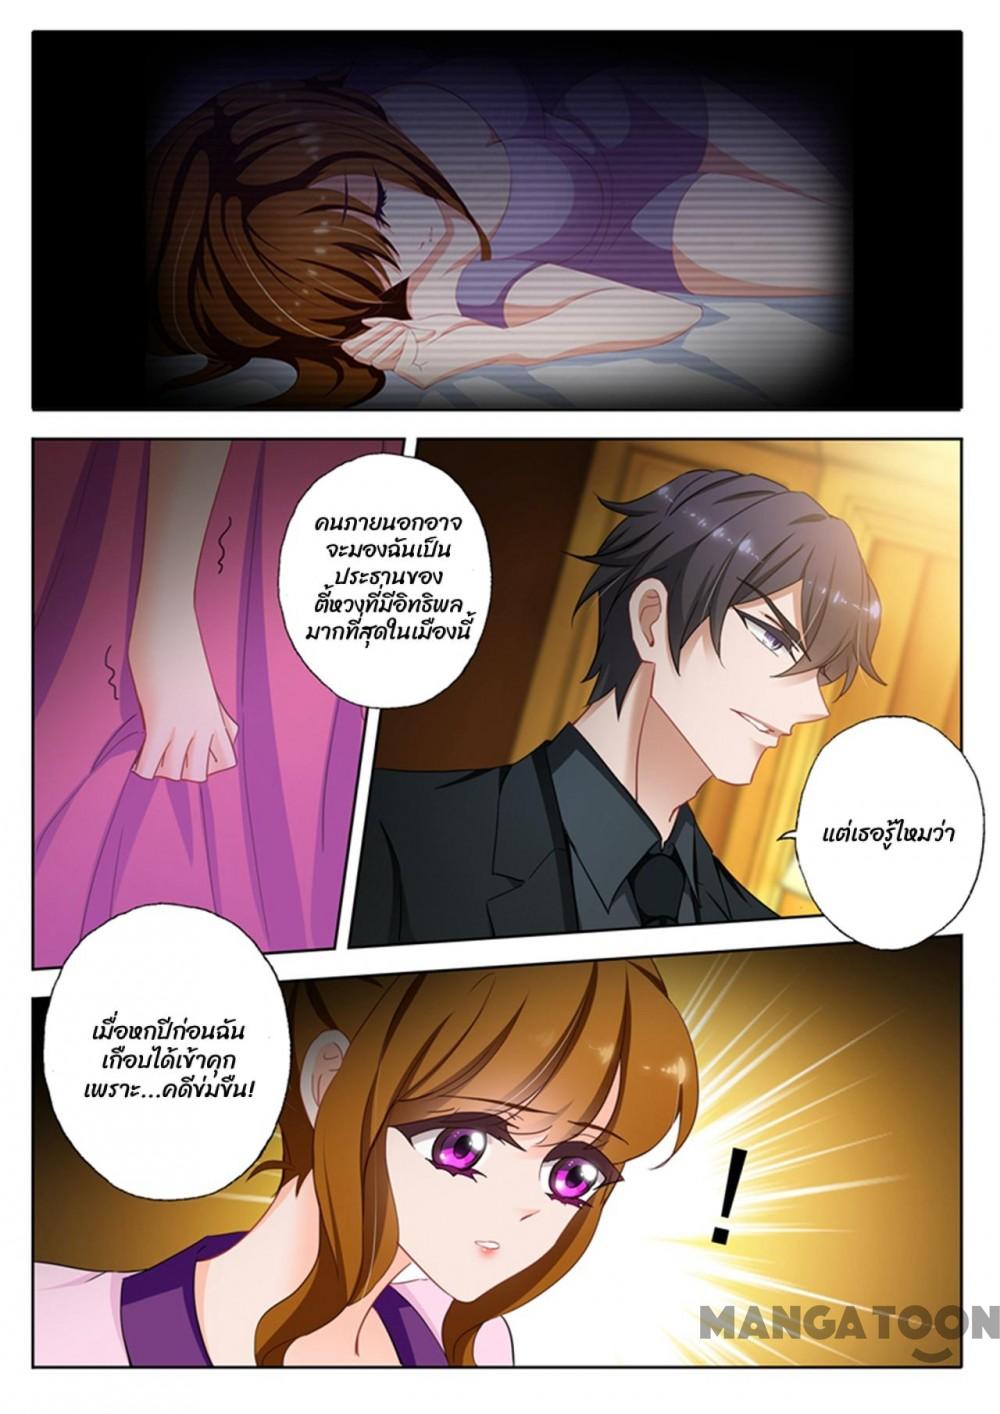 คนภายนอกอาจ
จะมองฉันเป็น
ประธานของ
ตี้หวงที่มีอิทธิพล
มากที่สุดในเมืองนี้
แต่เธอรู้ไหมว่า
เมื่อหกปีก่อนฉัน
เกือบได้เข้าคุก
เพราะ...คดีข่มขืน!
!
MANGATOON